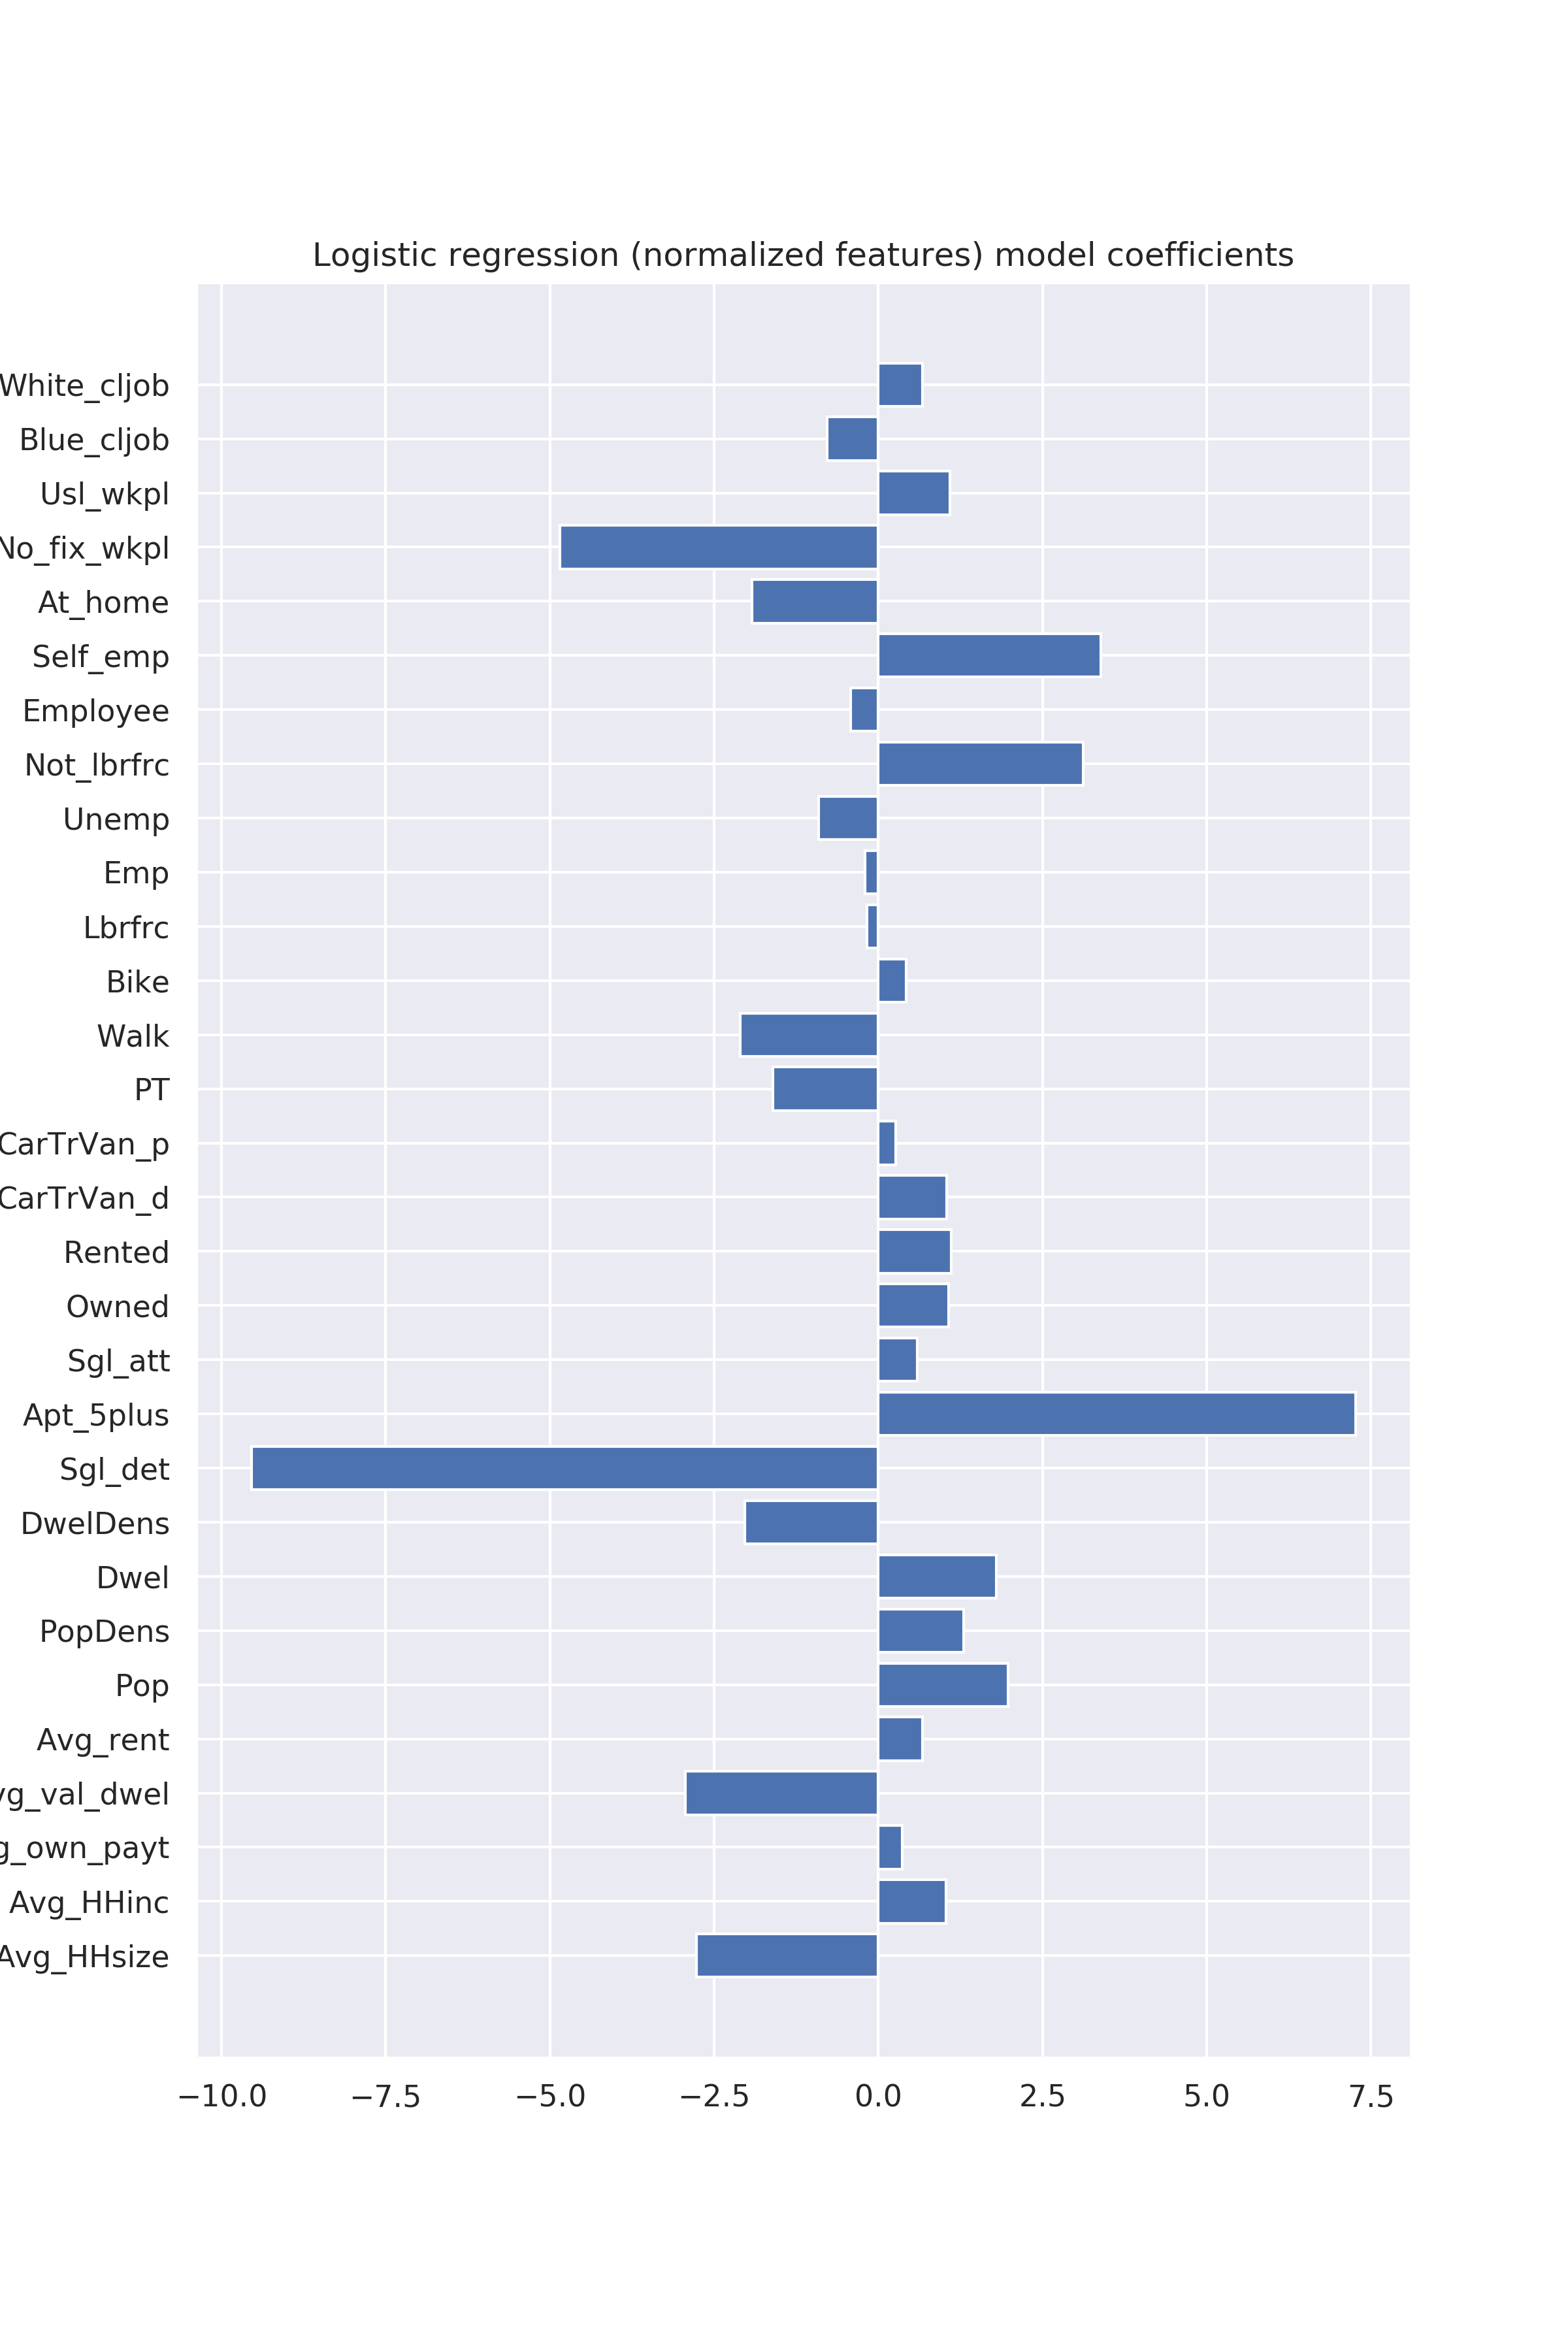 Logistic regression (normalized features) model coefficients
White_cljob
Blue_cljob
Usl_wkpl
No_fix_wkpl
At_home
Self_emp
Employee
Not_lbrfrc
Unemp
Emp
Lbrfrc
Bike
Walk
PT
CarTrVan_p
CarTrVan_d
Rented
Owned
Sgl_att
Apt_5plus
Sgl_det
DwelDens
Dwel
PopDens
Pop
Avg_rent
vg_val_dwel
g_own_payt
Avg_HHinc
Avg_HHsize
−10.0 −7.5 −5.0 −2.5 0.0 2.5 5.0 7.5